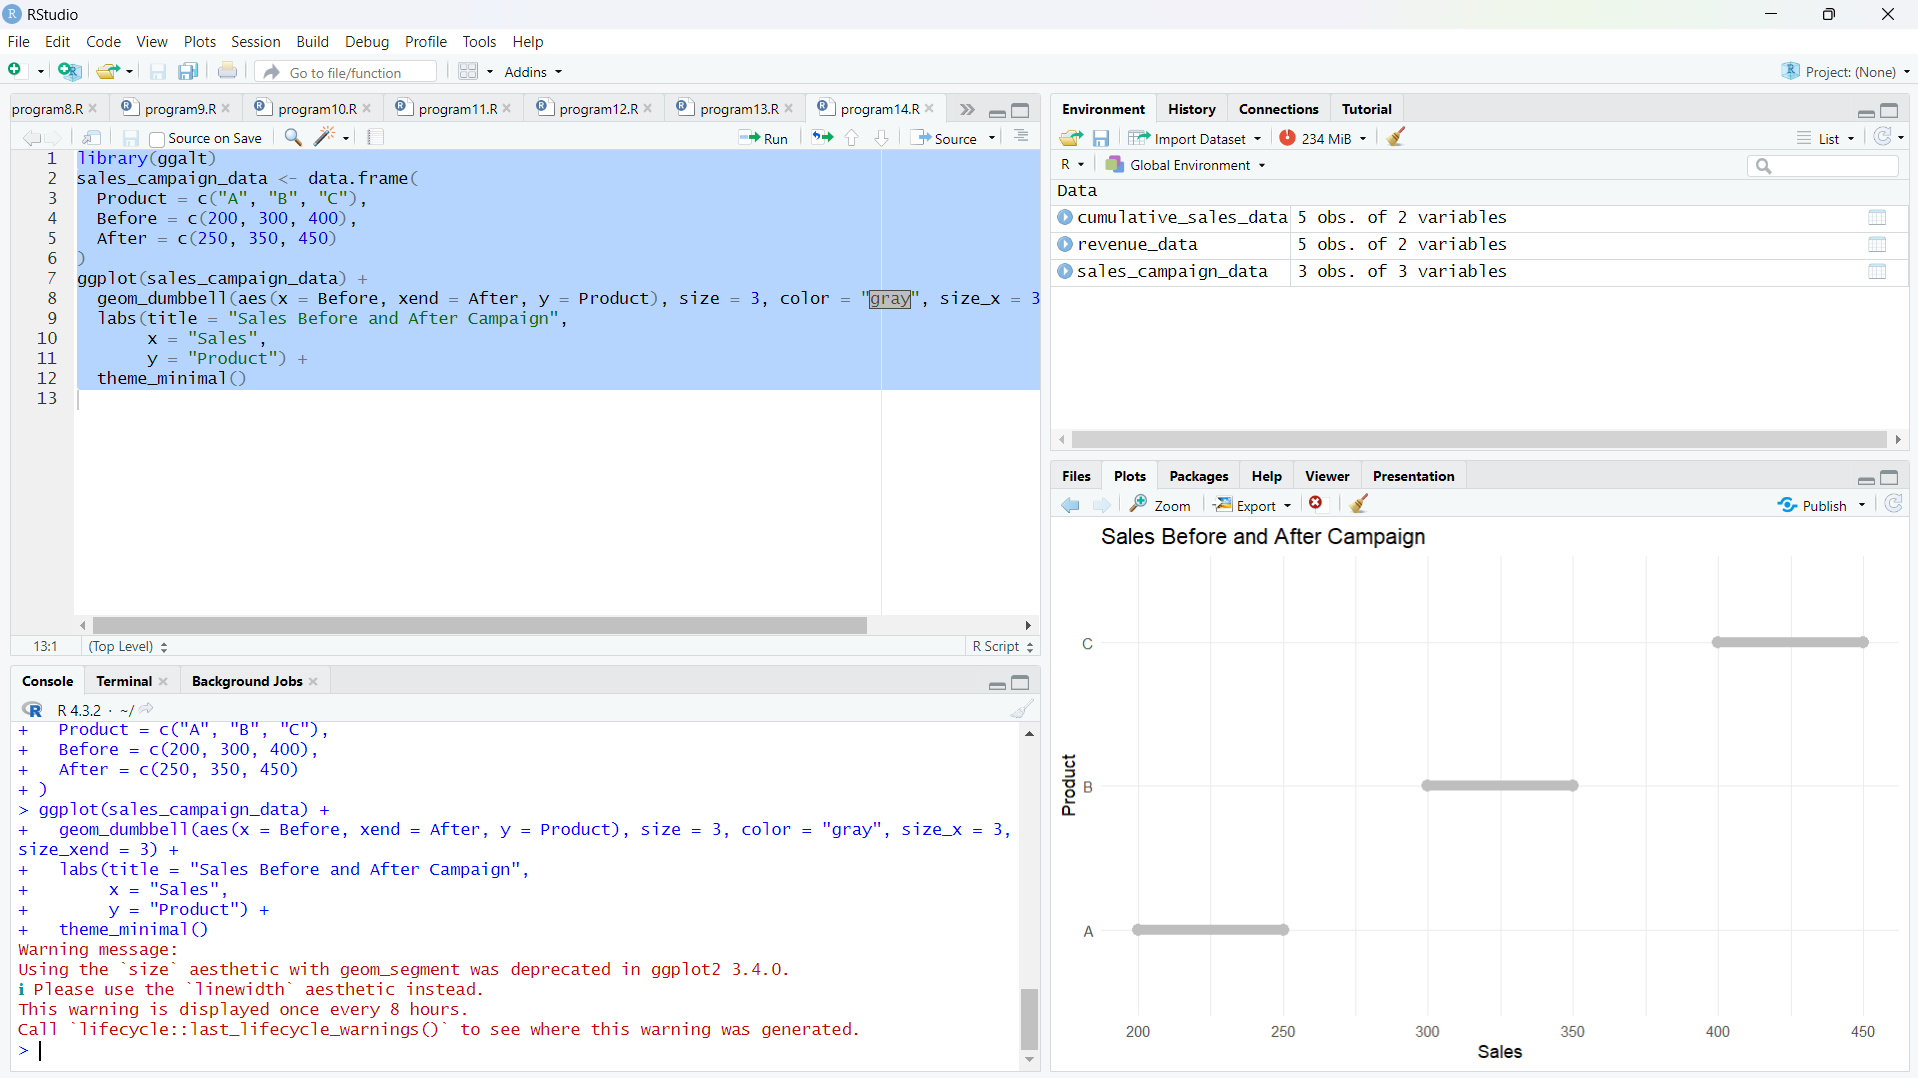 RStudio
File Edit Code View Plots Session Build Debug Profile Tools Help
Go to file/function Addins Project: (None)
program8.R program9.R program10.R program11.R program12.R program13.R program14.R
Source on Save Run Source
1 library(ggalt)
2 sales_campaign_data <- data.frame(
3 Product = c("A", "B", "C"),
4 Before = c(200, 300, 400),
5 After = c(250, 350, 450)
6 )
7 ggplot(sales_campaign_data) +
8 geom_dumbbell(aes(x = Before, xend = After, y = Product), size = 3, color = "gray", size_x = 3
9 labs(title = "Sales Before and After Campaign",
10 x = "Sales",
11 y = "Product") +
12 theme_minimal()
13
13:1 (Top Level) R Script
Console Terminal Background Jobs
R 4.3.2 · ~/
+ Product = c("A", "B", "C"),
+ Before = c(200, 300, 400),
+ After = c(250, 350, 450)
+ )
> ggplot(sales_campaign_data) +
+ geom_dumbbell(aes(x = Before, xend = After, y = Product), size = 3, color = "gray", size_x = 3,
size_xend = 3) +
+ labs(title = "Sales Before and After Campaign",
+ x = "Sales",
+ y = "Product") +
+ theme_minimal()
Warning message:
Using the `size` aesthetic with geom_segment was deprecated in ggplot2 3.4.0.
ℹ Please use the `linewidth` aesthetic instead.
This warning is displayed once every 8 hours.
Call `lifecycle::last_lifecycle_warnings()` to see where this warning was generated.
>
Environment History Connections Tutorial
Import Dataset 234 MiB List
R Global Environment
Data
cumulative_sales_data 5 obs. of 2 variables
revenue_data 5 obs. of 2 variables
sales_campaign_data 3 obs. of 3 variables
Files Plots Packages Help Viewer Presentation
Zoom Export Publish
Sales Before and After Campaign
C
B
A
Product
200 250 300 350 400 450
Sales